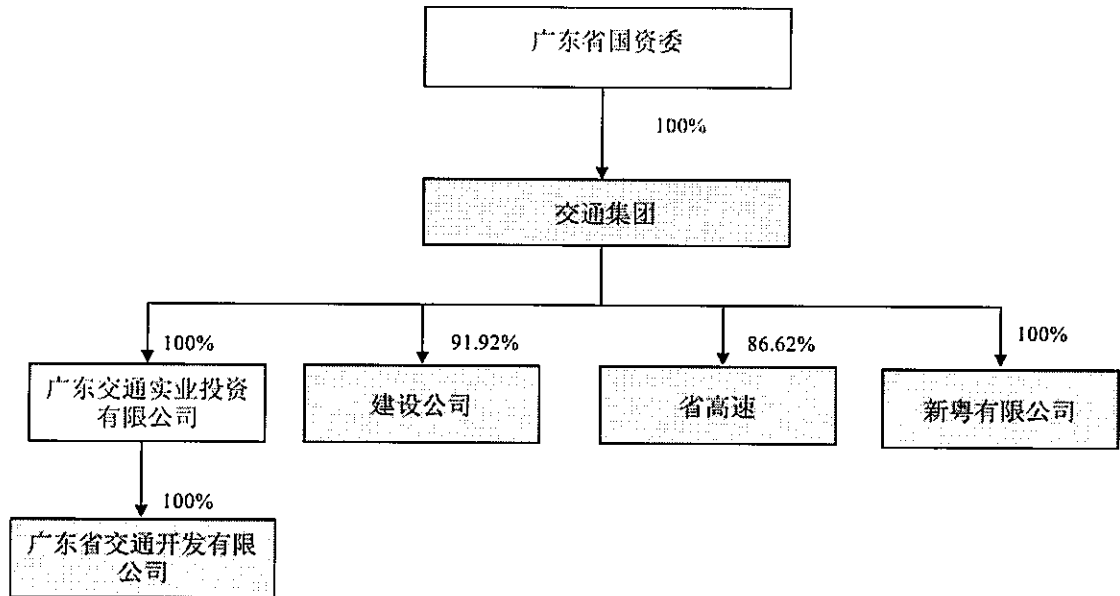 广东省国资委
100%
交通集团
100%
91.92%
86.62%
100%
广东交通实业投资
有限公司
建设公司
省高速
新粤有限公司
100%
广东省交通开发有限
公司